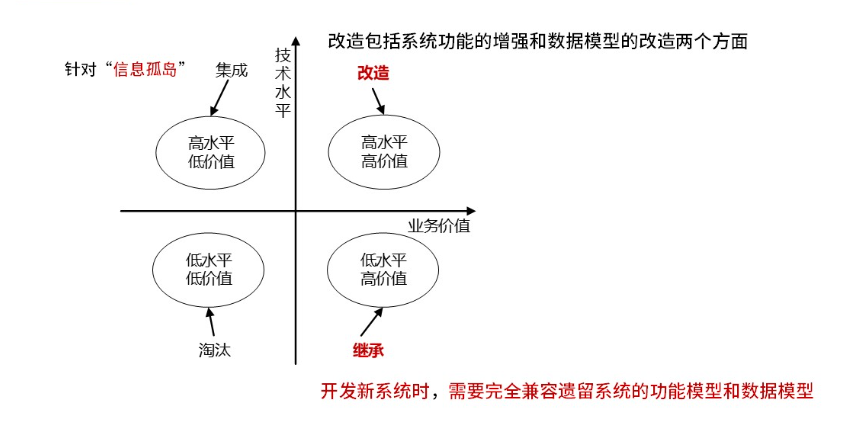 改造包括系统功能的增强和数据模型的改造两个方面
针对“信息孤岛”
集成
技术水平
改造
高水平
低价值
高水平
高价值
业务价值
低水平
低价值
低水平
高价值
淘汰
继承
开发新系统时，需要完全兼容遗留系统的功能模型和数据模型